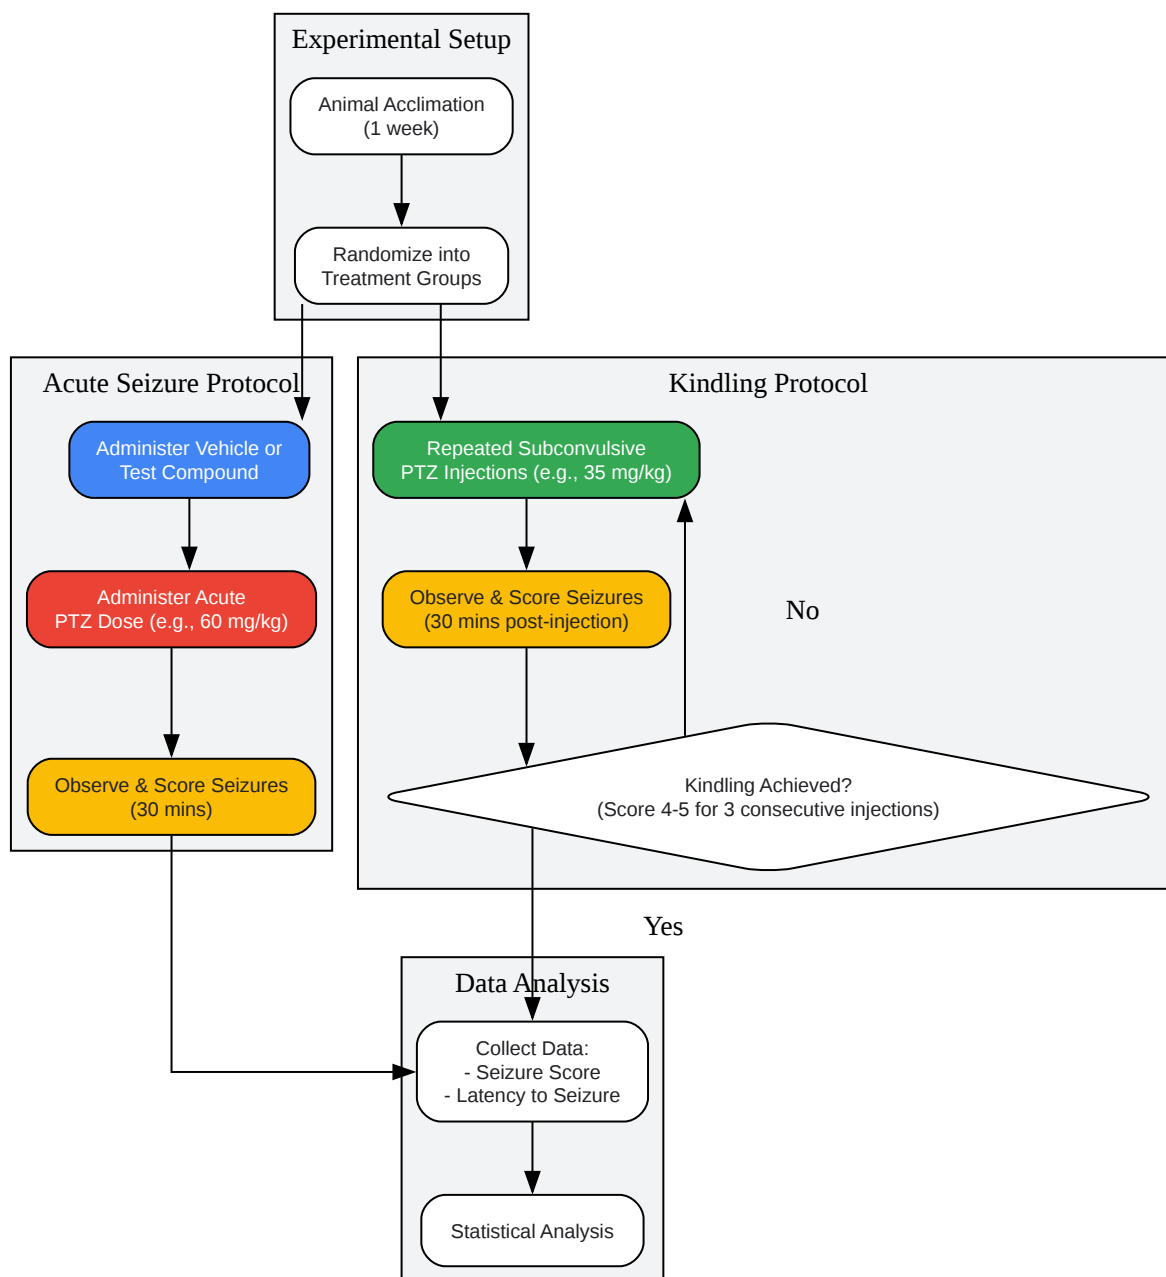 Experimental Setup
Animal Acclimation
(1 week)
Randomize into
Treatment Groups
Acute Seizure Protocol
Administer Vehicle or
Test Compound
Administer Acute
PTZ Dose (e.g., 60 mg/kg)
Observe & Score Seizures
(30 mins)
Kindling Protocol
Repeated Subconvulsive
PTZ Injections (e.g., 35 mg/kg)
Observe & Score Seizures
(30 mins post-injection)
No
Kindling Achieved?
(Score 4-5 for 3 consecutive injections)
Yes
Data Analysis
Collect Data:
- Seizure Score
- Latency to Seizure
Statistical Analysis